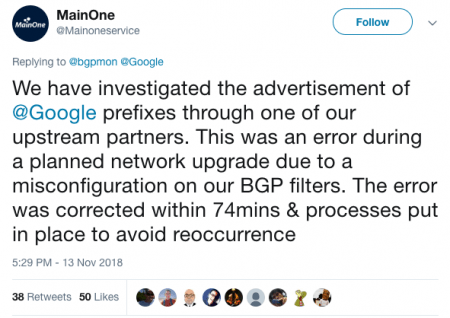 MainOne
MainOne
@Mainoneservice
Follow
Replying to @bgpmon @Google
We have investigated the advertisement of
@Google prefixes through one of our
upstream partners. This was an error during
a planned network upgrade due to a
misconfiguration on our BGP filters. The error
was corrected within 74mins & processes put
in place to avoid reoccurrence
5:29 PM - 13 Nov 2018
38 Retweets 50 Likes